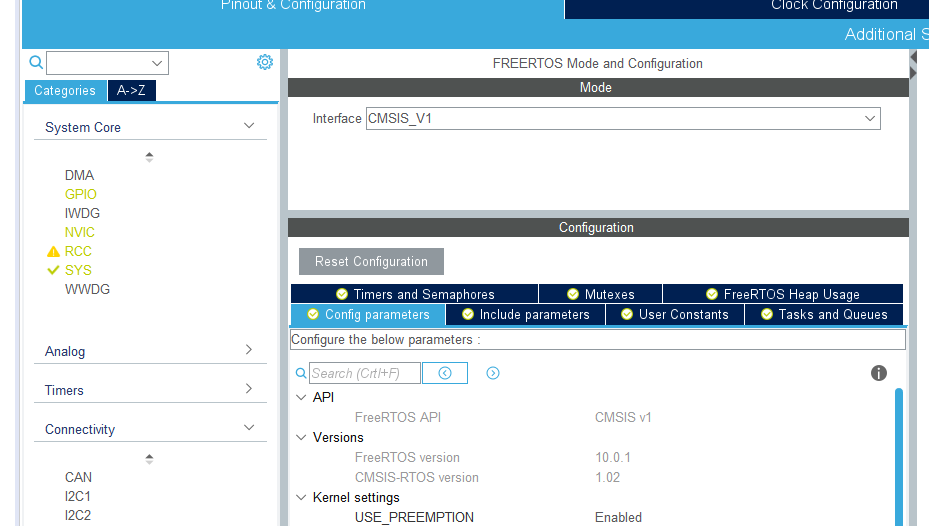 Pinout & Configuration
Clock Configuration
Additional S
Categories
A->Z
System Core
DMA
GPIO
IWDG
NVIC
RCC
SYS
WWDG
Analog
Timers
Connectivity
CAN
I2C1
I2C2
FREERTOS Mode and Configuration
Mode
Interface CMSIS_V1
Configuration
Reset Configuration
Timers and Semaphores
Mutexes
FreeRTOS Heap Usage
Config parameters
Include parameters
User Constants
Tasks and Queues
Configure the below parameters :
Search (Crtl+F)
API
FreeRTOS API CMSIS v1
Versions
FreeRTOS version 10.0.1
CMSIS-RTOS version 1.02
Kernel settings
USE_PREEMPTION Enabled